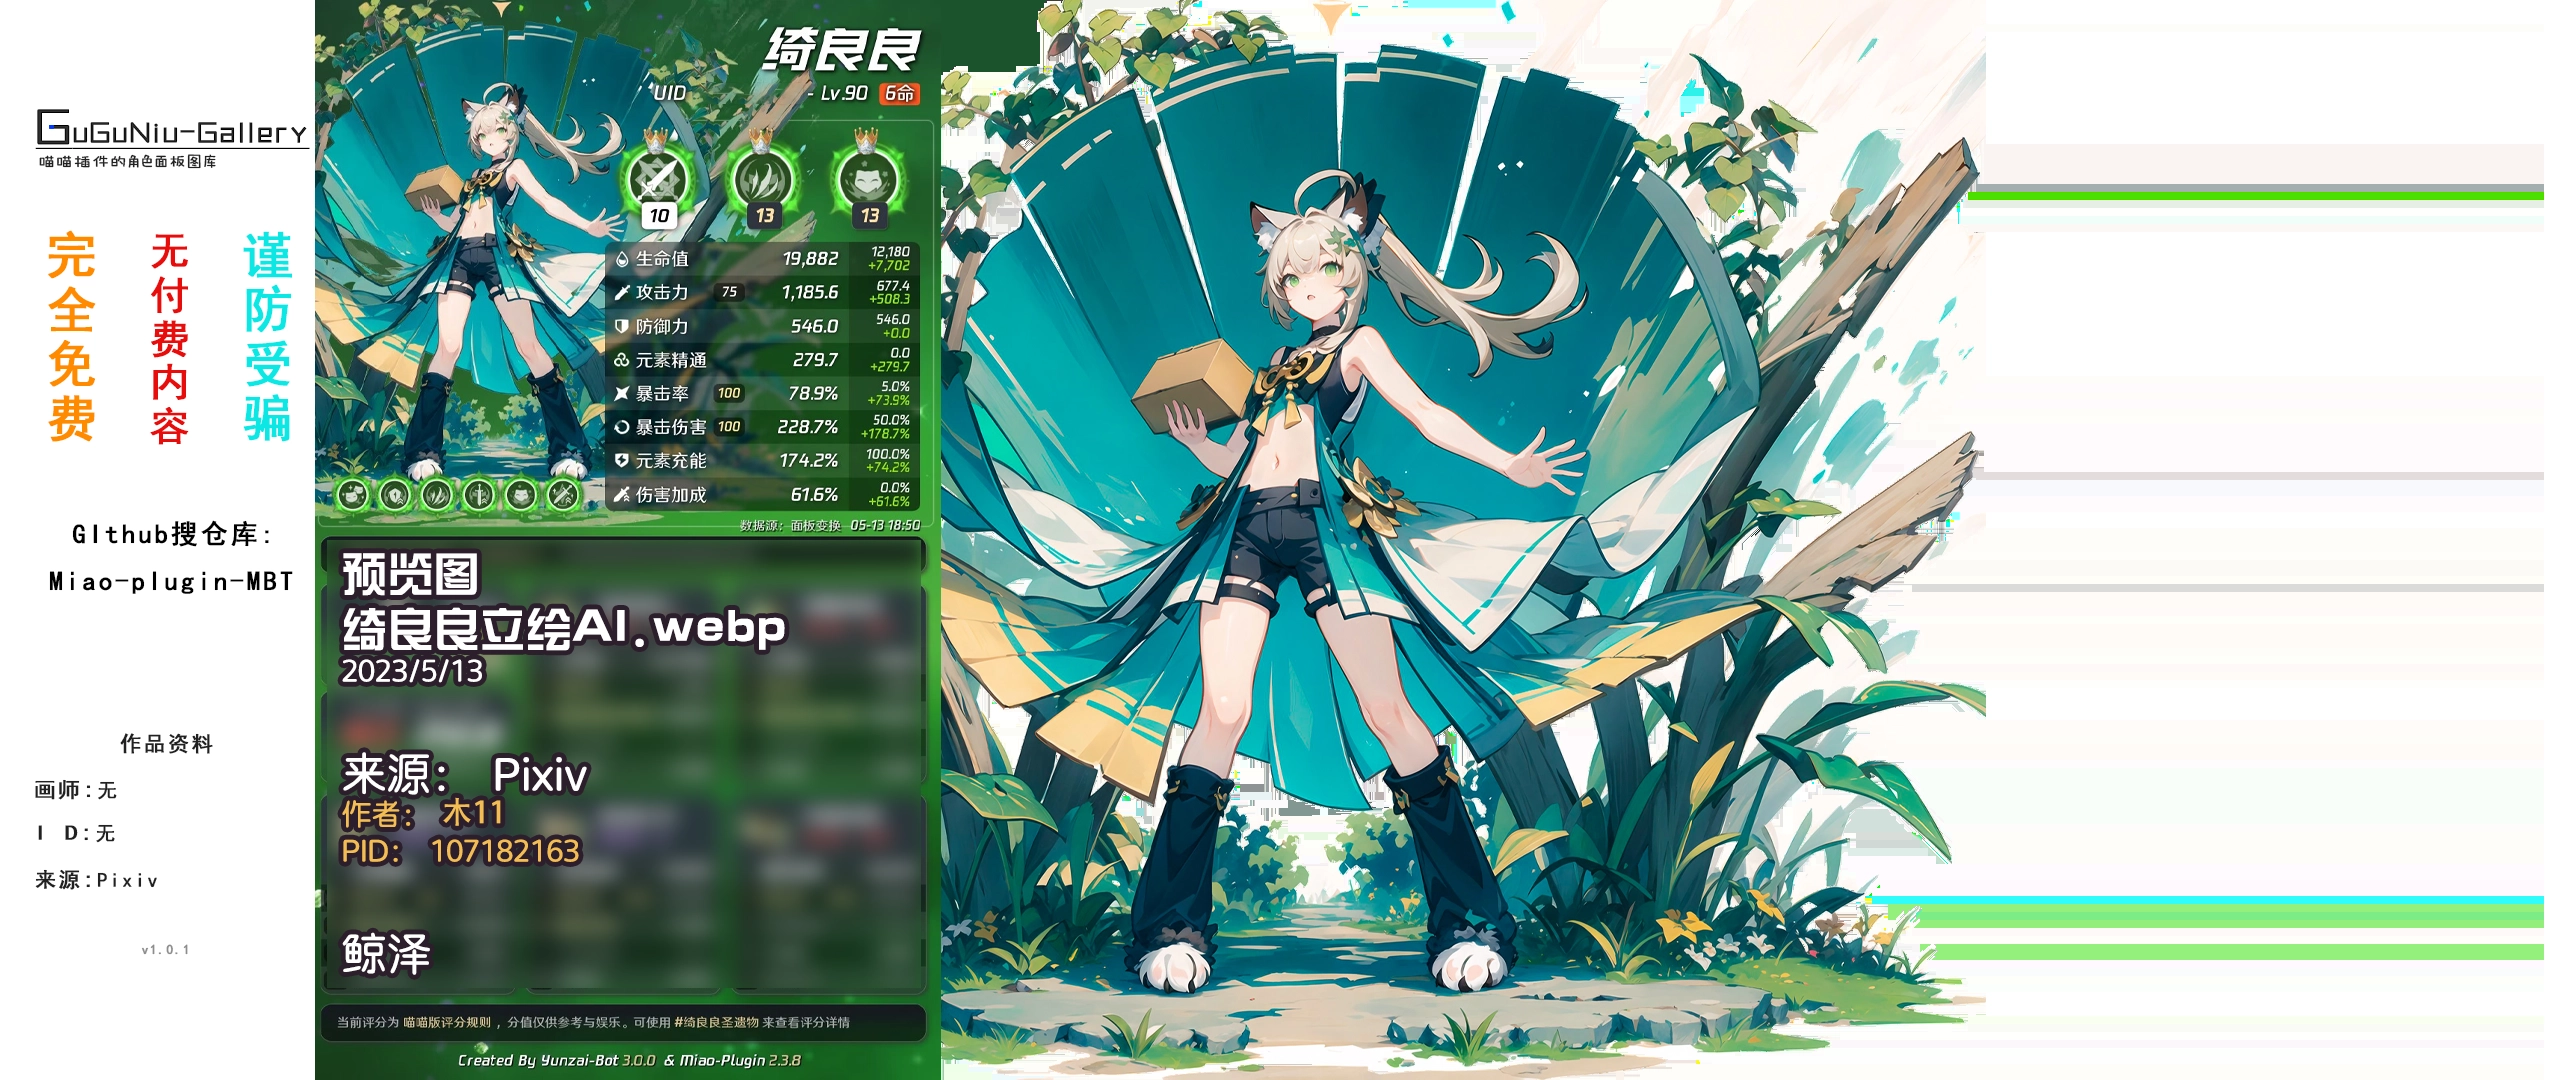 GuGuNiu-Gallery
喵喵插件的角色面板图库
完全免费
无付费内容
谨防受骗
GIthub搜仓库:
Miao-plugin-MBT
作品资料
画师:无
I D:无
来源:Pixiv
v1.0.1
绮良良
UID - Lv.90 6命
10 13 13
生命值 19,882 12,180 +7,702
攻击力 75 1,185.6 677.4 +508.3
防御力 546.0 546.0 +0.0
元素精通 279.7 0.0 +279.7
暴击率 100 78.9% 5.0% +73.9%
暴击伤害 100 228.7% 50.0% +178.7%
元素充能 174.2% 100.0% +74.2%
伤害加成 61.6% 0.0% +61.6%
数据源：面板变换 05-13 18:50
预览图
绮良良立绘AI.webp
2023/5/13
来源： Pixiv
作者： 木11
PID： 107182163
鲸泽
当前评分为 喵喵版评分规则 ，分值仅供参考与娱乐。可使用 #绮良良圣遗物 来查看评分详情
Created By Yunzai-Bot 3.0.0 & Miao-Plugin 2.3.8